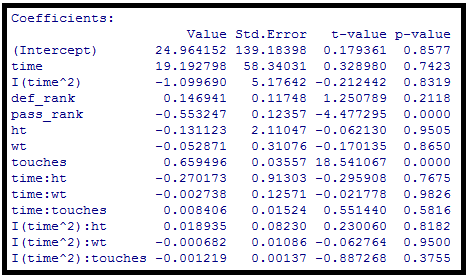 Coefficients:
Value Std.Error t-value p-value
(Intercept) 24.964152 139.18398 0.179361 0.8577
time 19.192798 58.34031 0.328980 0.7423
I(time^2) -1.099690 5.17642 -0.212442 0.8319
def_rank 0.146941 0.11748 1.250789 0.2118
pass_rank -0.553247 0.12357 -4.477295 0.0000
ht -0.131123 2.11047 -0.062130 0.9505
wt -0.052871 0.31076 -0.170135 0.8650
touches 0.659496 0.03557 18.541067 0.0000
time:ht -0.270173 0.91303 -0.295908 0.7675
time:wt -0.002738 0.12571 -0.021778 0.9826
time:touches 0.008406 0.01524 0.551440 0.5816
I(time^2):ht 0.018935 0.08230 0.230060 0.8182
I(time^2):wt -0.000682 0.01086 -0.062764 0.9500
I(time^2):touches -0.001219 0.00137 -0.887268 0.3755